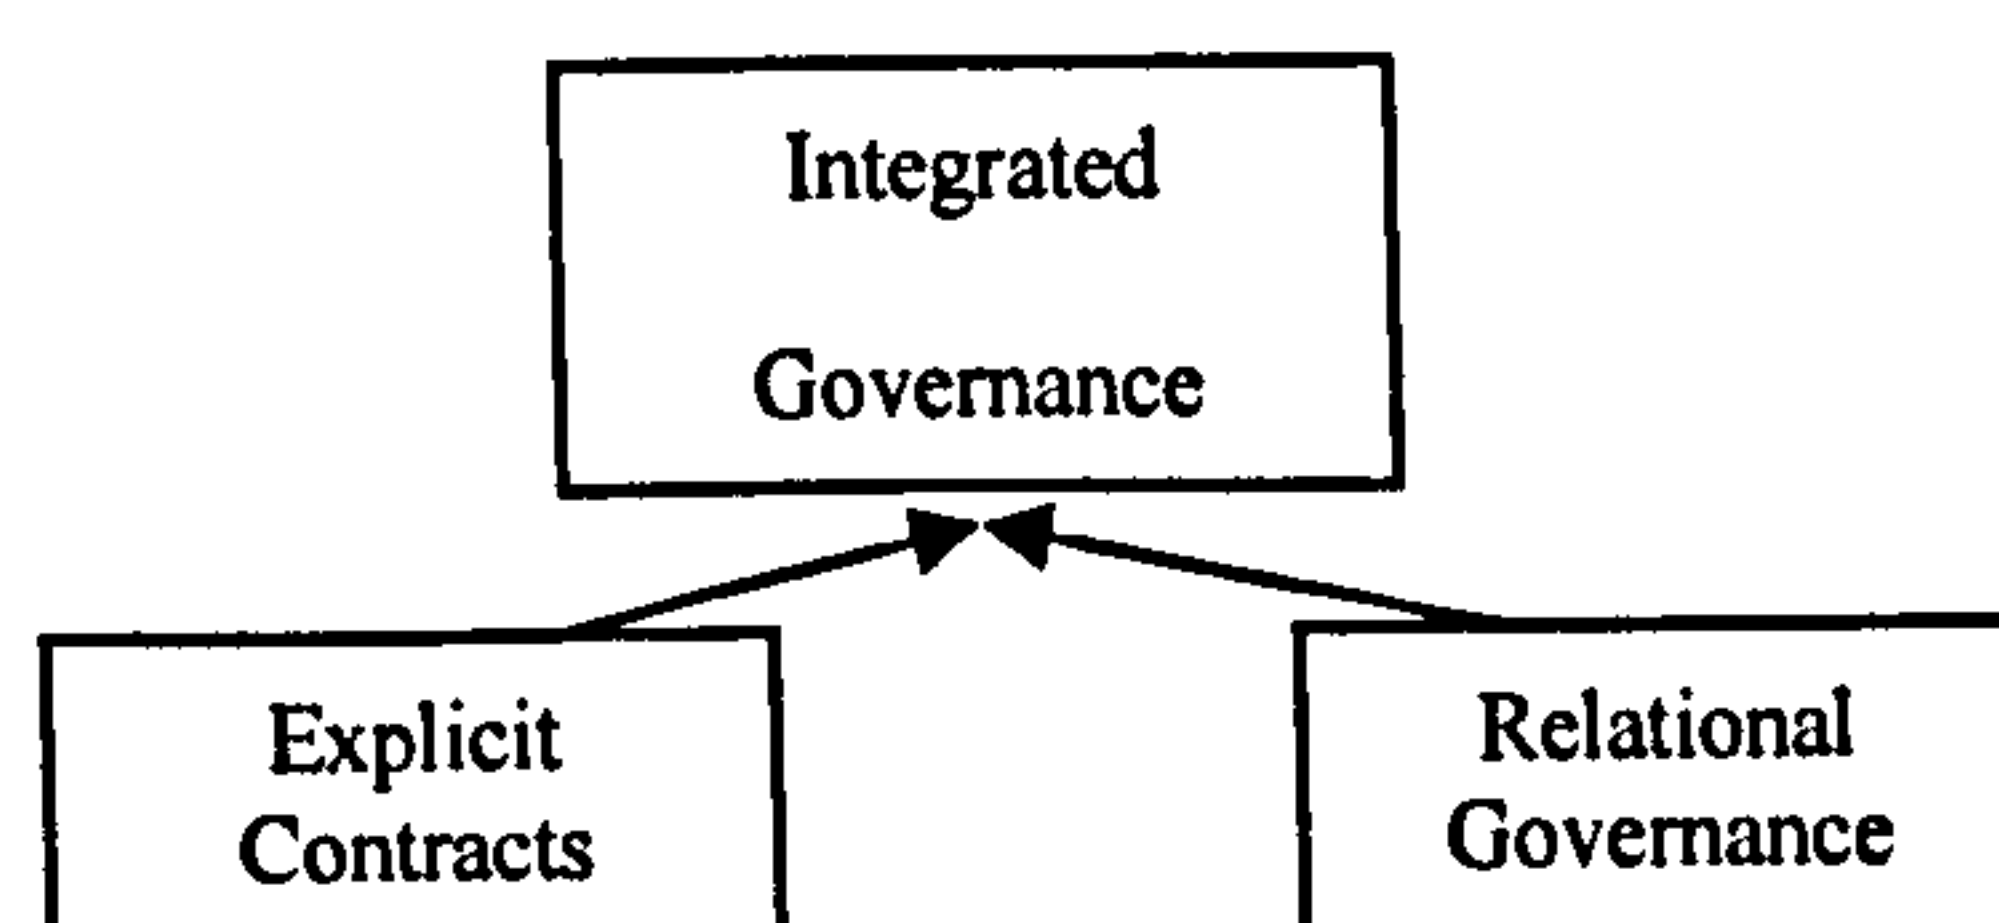 Integrated
Governance
Explicit
Contracts
Relational
Governance